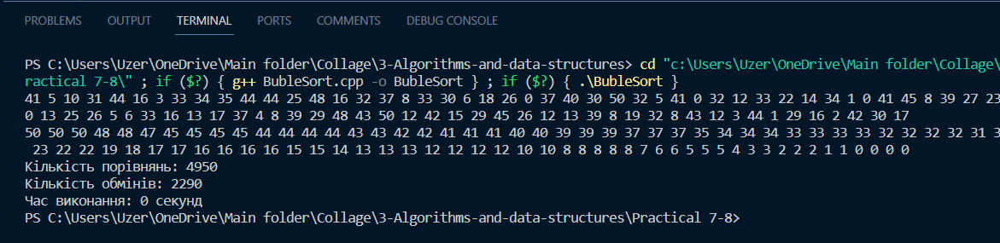 PROBLEMS OUTPUT TERMINAL PORTS COMMENTS DEBUG CONSOLE
PS C:\Users\Uzer\OneDrive\Main folder\Collage\3-Algorithms-and-data-structures> cd "c:\Users\Uzer\OneDrive\Main folder\Collage\
ractical 7-8\" ; if ($?) { g++ BubleSort.cpp -o BubleSort } ; if ($?) { .\BubleSort }
41 5 10 31 44 16 3 33 34 35 44 44 25 48 16 32 37 8 33 30 6 18 26 0 37 40 30 50 32 5 41 0 32 12 33 22 14 34 1 0 41 45 8 39 27 23
0 13 25 26 5 6 33 16 13 17 37 4 8 39 29 48 43 50 12 42 15 29 45 26 12 13 39 8 19 32 8 43 12 3 44 1 29 16 2 42 30 17
50 50 50 48 48 47 45 45 45 45 44 44 44 44 43 43 42 42 41 41 41 40 40 39 39 39 37 37 37 35 34 34 34 33 33 33 33 32 32 32 32 31 3
23 22 22 19 18 17 17 16 16 16 16 15 15 14 13 13 13 12 12 12 12 10 10 8 8 8 8 8 7 6 6 5 5 5 4 3 3 2 2 2 1 1 0 0 0 0
Кількість порівнянь: 4950
Кількість обмінів: 2290
Час виконання: 0 секунд
PS C:\Users\Uzer\OneDrive\Main folder\Collage\3-Algorithms-and-data-structures\Practical 7-8>